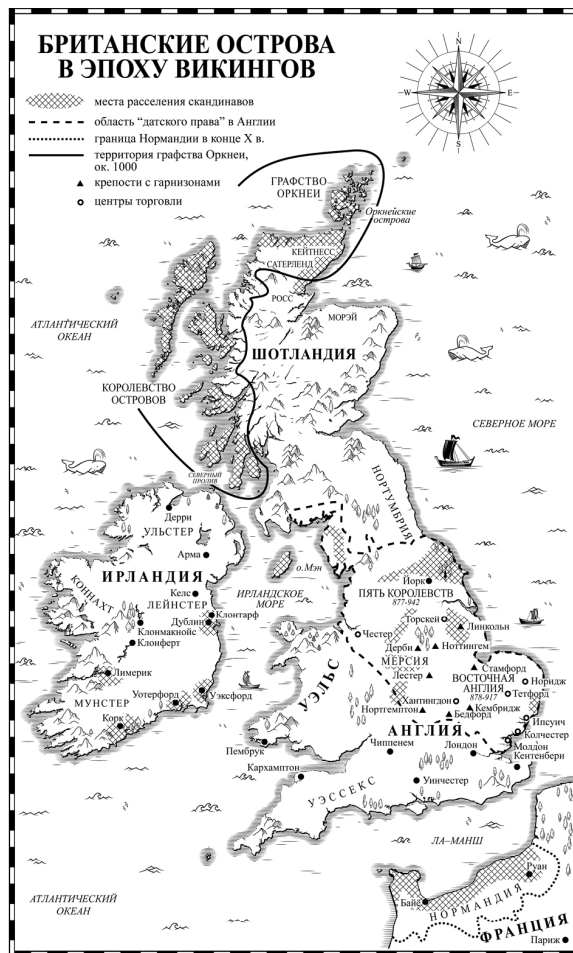 БРИТАНСКИЕ ОСТРОВА
В ЭПОХУ ВИКИНГОВ
места расселения скандинавов
область “датского права” в Англии
граница Нормандии в конце X в.
территория графства Оркнеи,
ок. 1000
крепости с гарнизонами
центры торговли
N
W
E
S
ГРАФСТВО
ОРКНЕИ
Оркнейские
острова
КЕЙТНЕСС
САТЕРЛЕНД
РОСС
МОРЭЙ
АТЛАНТИЧЕСКИЙ
ОКЕАН
ШОТЛАНДИЯ
КОРОЛЕВСТВО
ОСТРОВОВ
СЕВЕРНОЕ МОРЕ
СЕВЕРНЫЙ
ПРОЛИВ
НОРТУМБРИЯ
Дерри
УЛЬСТЕР
Арма
ИРЛАНДИЯ
о.Мэн
КОННАХТ
Келс
ЛЕЙНСТЕР
ИРЛАНДСКОЕ
МОРЕ
Йорк
ПЯТЬ КОРОЛЕВСТВ
877-942
Клонтарф
Дублин
Клонмакнойс
Клонферт
Торксей
Линкольн
Честер
Дерби
Ноттингем
МЕРСИЯ
Стамфорд
Лестер
ВОСТОЧНАЯ
АНГЛИЯ
878-917
Норидж
Тетфорд
Лимерик
УЭЛЬС
Хантингдон
Кембридж
Нортгемптон
Белфорд
Ипсуич
МУНСТЕР
Уотерфорд
Уэксфорд
Корк
АНГЛИЯ
Колчестер
Молдон
Кентенбери
Пембрук
Чиппенем
Лондон
Кархамптон
Уинчестер
УЭССЕКС
ЛА–МАНШ
Руан
Байё
НОРМАНДИЯ
ФРАНЦИЯ
Париж
АТЛАНТИЧЕСКИЙ
ОКЕАН